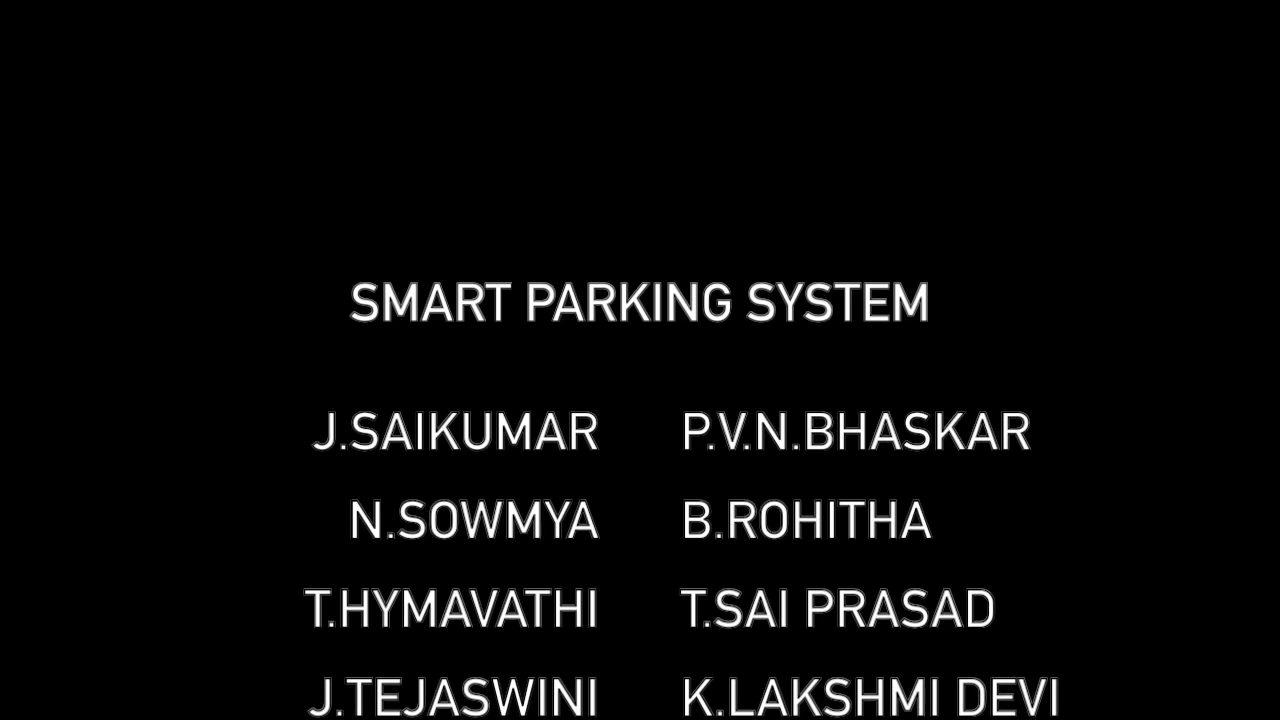 SMART PARKING SYSTEM
J.SAIKUMAR P.V.N.BHASKAR
N.SOWMYA B.ROHITHA
T.HYMAVATHI T.SAI PRASAD
J.TEJASWINI K.LAKSHMI DEVI